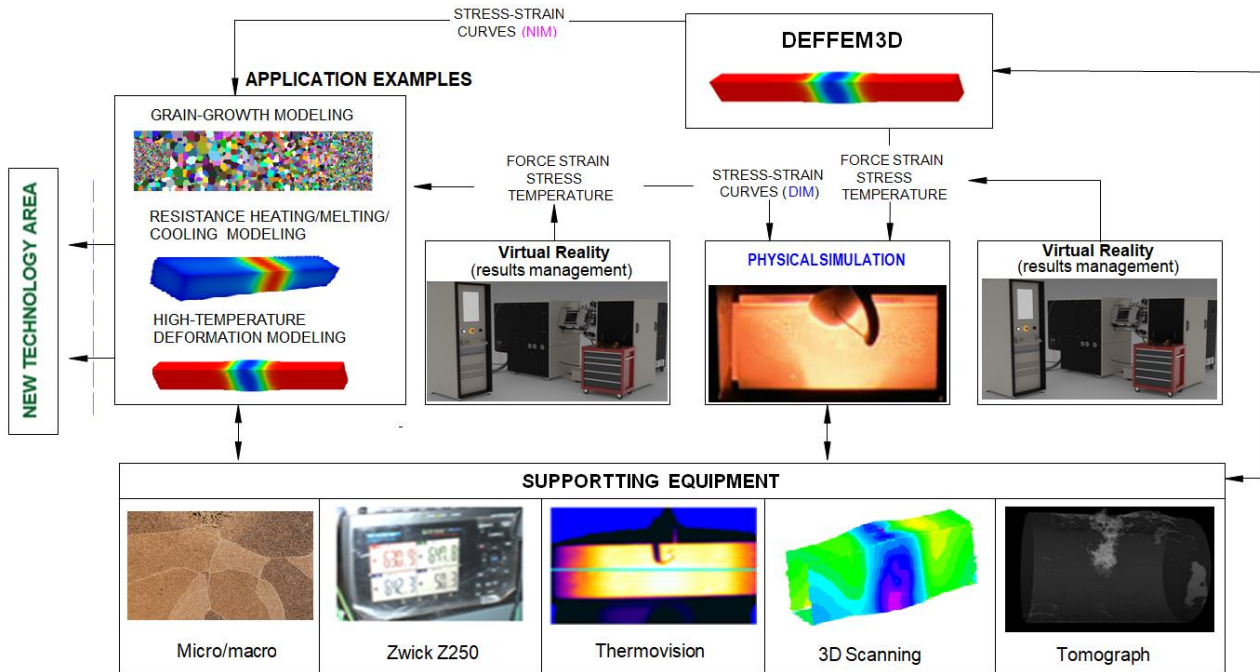 STRESS-STRAIN
CURVES (NIM)
DEFFEM3D
APPLICATION EXAMPLES
GRAIN-GROWTH MODELING
RESISTANCE HEATING/MELTING/
COOLING MODELING
HIGH-TEMPERATURE
DEFORMATION MODELING
NEW TECHNOLOGY AREA
FORCE STRAIN
STRESS
TEMPERATURE
STRESS-STRAIN
CURVES (DIM)
FORCE STRAIN
STRESS
TEMPERATURE
Virtual Reality
(results management)
PHYSICALSIMULATION
Virtual Reality
(results management)
SUPPORTTING EQUIPMENT
Micro/macro
Zwick Z250
Thermovision
3D Scanning
Tomograph